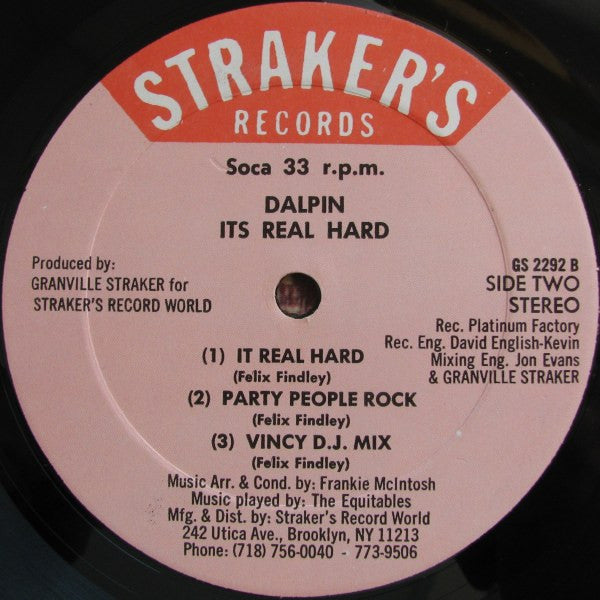 STRAKER'S
RECORDS
Soca 33 r.p.m.
DALPIN
ITS REAL HARD
Produced by:
GRANVILLE STRAKER for
STRAKER'S RECORD WORLD
GS 2292 B
SIDE TWO
STEREO
Rec. Platinum Factory
Rec. Eng. David English-Kevin
Mixing Eng. Jon Evans
& GRANVILLE STRAKER
(1) IT REAL HARD
(Felix Findley)
(2) PARTY PEOPLE ROCK
(Felix Findley)
(3) VINCY D.J. MIX
(Felix Findley)
Music Arr. & Cond. by: Frankie McIntosh
Music played by: The Equitables
Mfg. & Dist. by: Straker's Record World
242 Utica Ave., Brooklyn, NY 11213
Phone: (718) 756-0040 - 773-9506